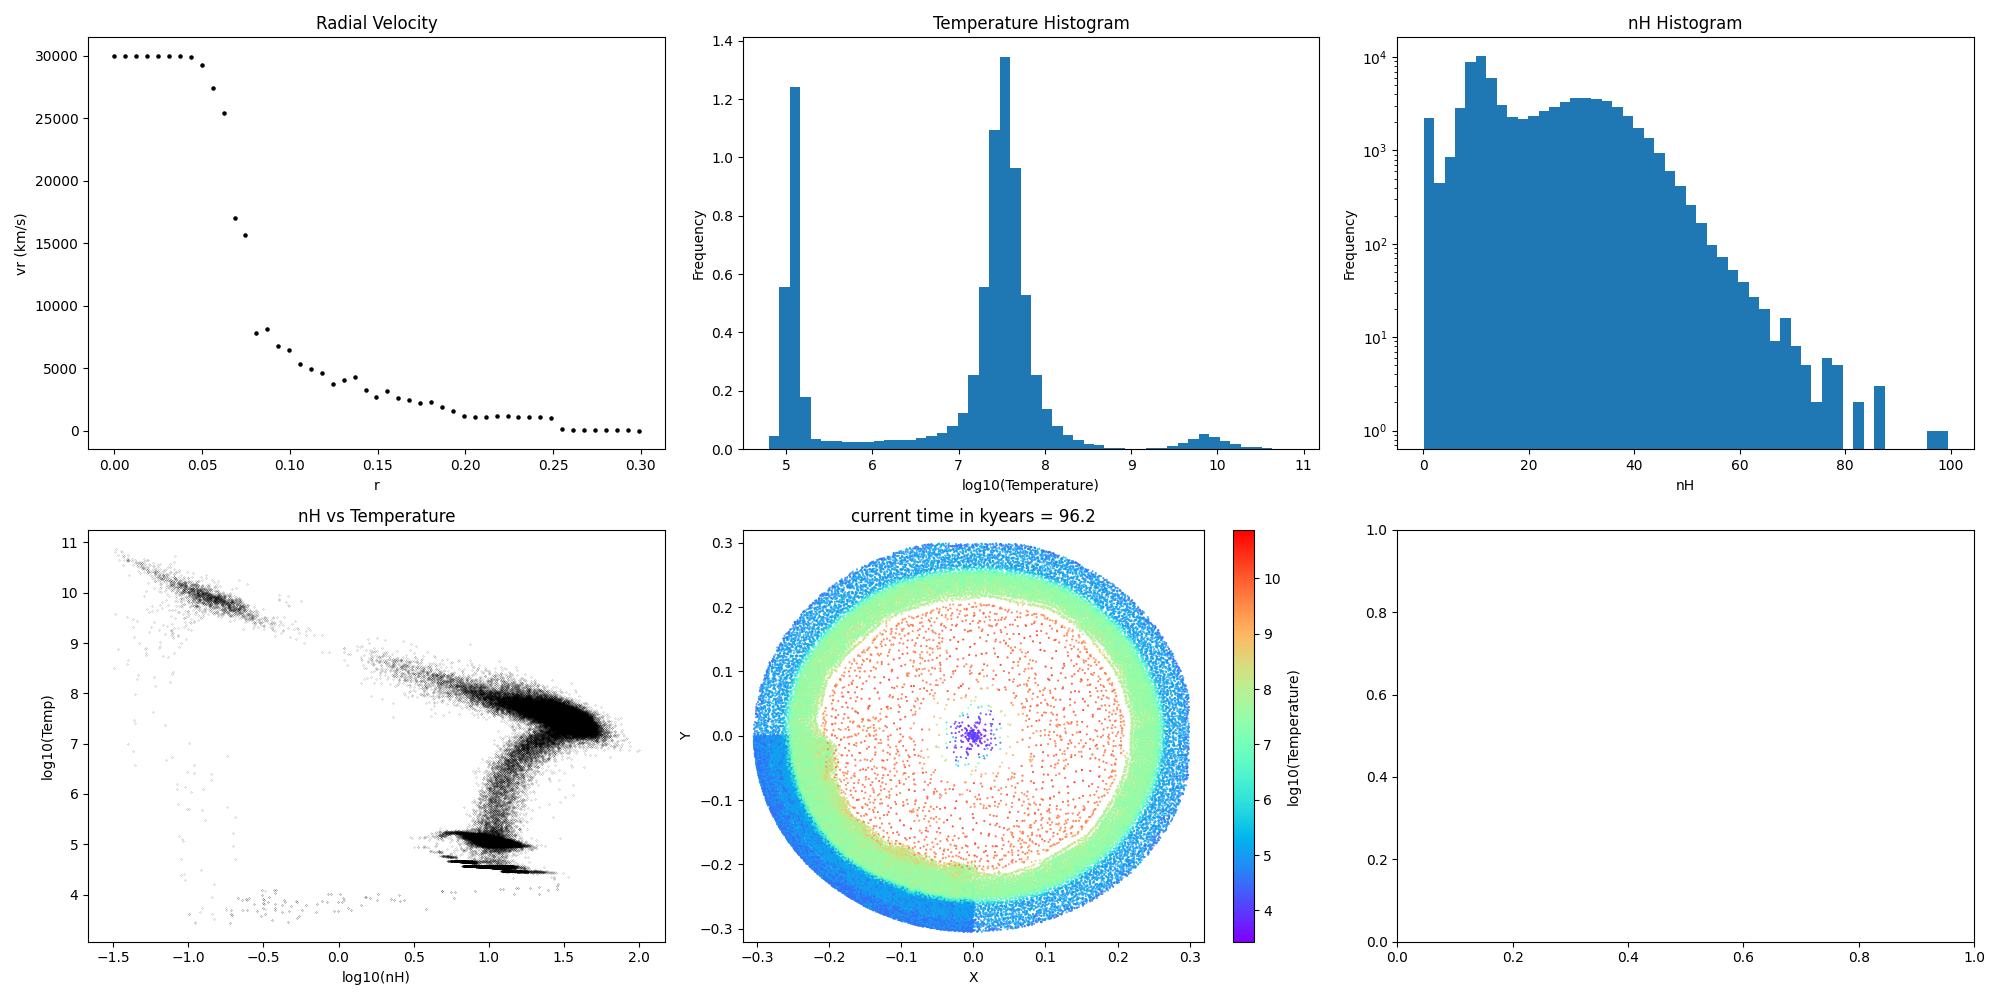 Radial Velocity
30000
25000
20000
15000
10000
5000
0
vr (km/s)
0.00 0.05 0.10 0.15 0.20 0.25 0.30
r
Temperature Histogram
1.4
1.2
1.0
0.8
0.6
0.4
0.2
0.0
Frequency
5 6 7 8 9 10 11
log10(Temperature)
nH Histogram
10^4
10^3
10^2
10^1
10^0
Frequency
0 20 40 60 80 100
nH
nH vs Temperature
11
10
9
8
7
6
5
4
log10(Temp)
−1.5 −1.0 −0.5 0.0 0.5 1.0 1.5 2.0
log10(nH)
current time in kyears = 96.2
0.3
0.2
0.1
0.0
−0.1
−0.2
−0.3
Y
−0.3 −0.2 −0.1 0.0 0.1 0.2 0.3
X
10
9
8
7
6
5
4
log10(Temperature)
1.0
0.8
0.6
0.4
0.2
0.0
0.0 0.2 0.4 0.6 0.8 1.0